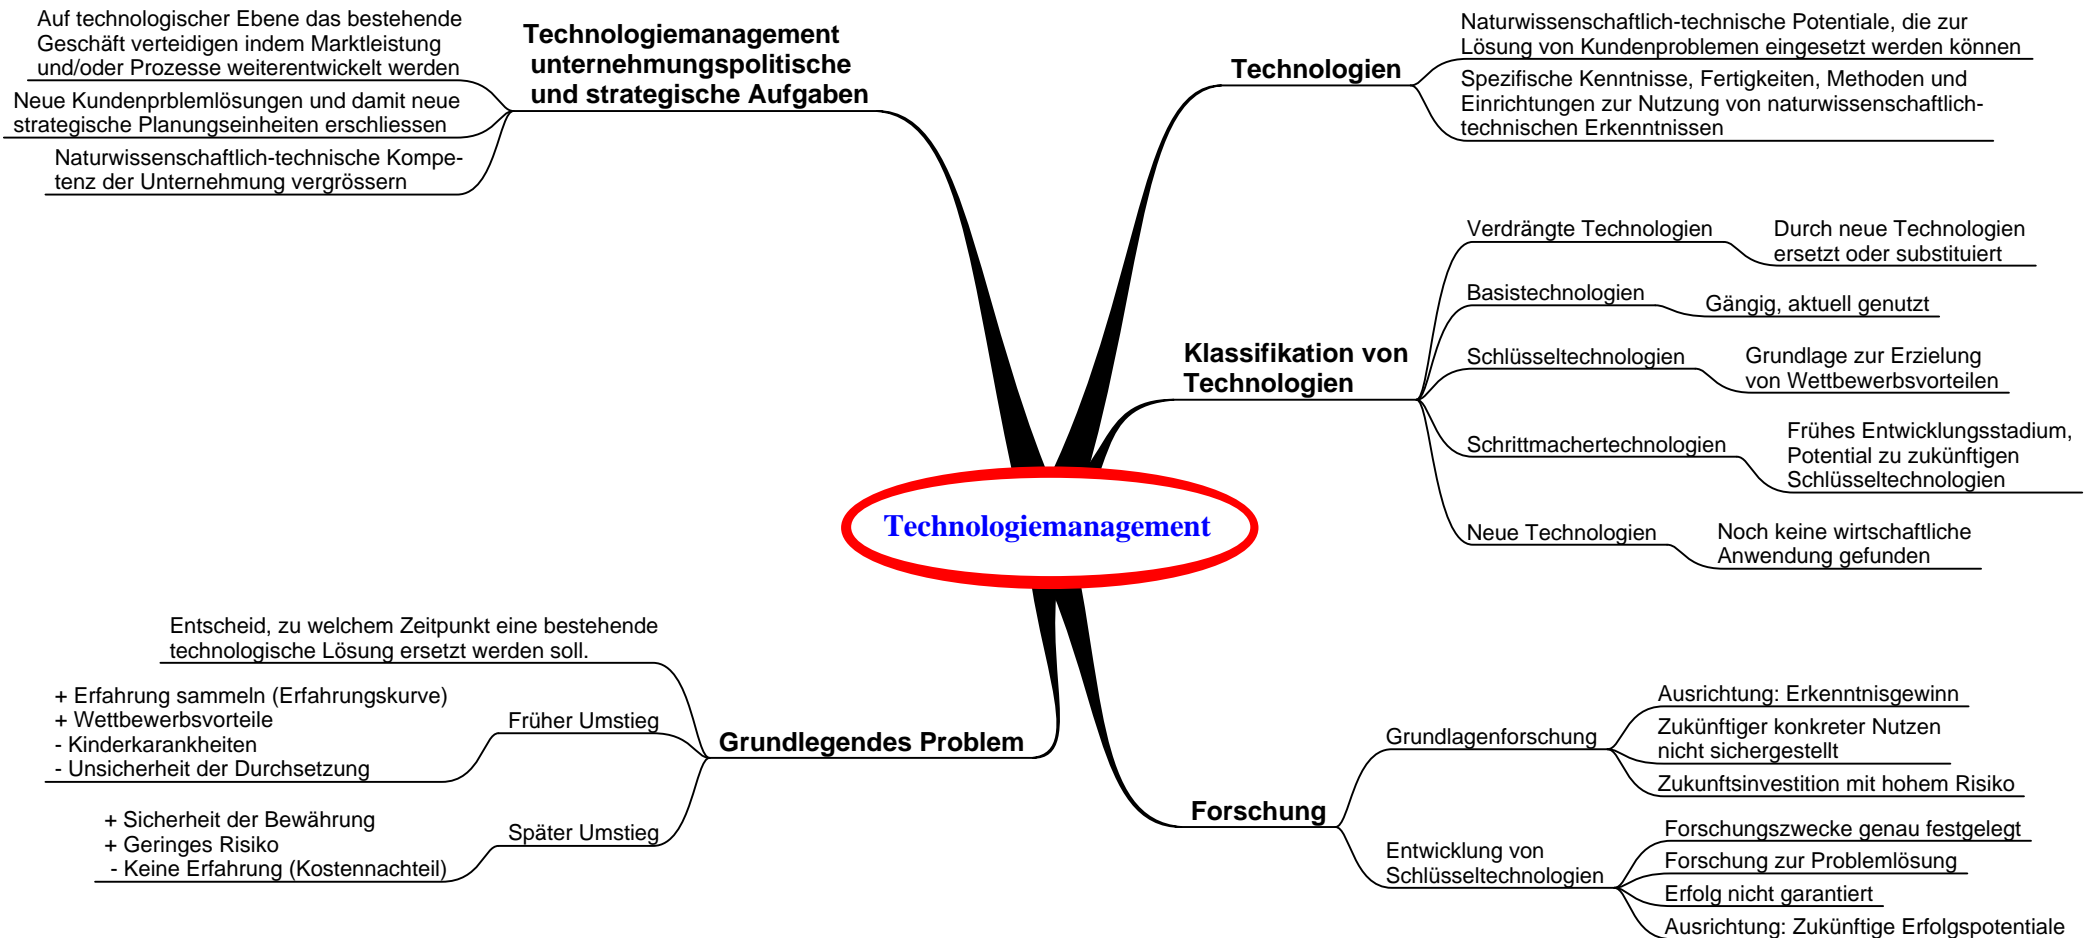 Auf technologischer Ebene das bestehende
Geschäft verteidigen indem Marktleistung
und/oder Prozesse weiterentwickelt werden
Neue Kundenprblemlösungen und damit neue
strategische Planungseinheiten erschliessen
Naturwissenschaftlich-technische Kompe-
tenz der Unternehmung vergrössern
Technologiemanagement
unternehmungspolitische
und strategische Aufgaben
Technologien
Naturwissenschaftlich-technische Potentiale, die zur
Lösung von Kundenproblemen eingesetzt werden können
Spezifische Kenntnisse, Fertigkeiten, Methoden und
Einrichtungen zur Nutzung von naturwissenschaftlich-
technischen Erkenntnissen
Klassifikation von
Technologien
Verdrängte Technologien
Durch neue Technologien
ersetzt oder substituiert
Basistechnologien
Gängig, aktuell genutzt
Schlüsseltechnologien
Grundlage zur Erzielung
von Wettbewerbsvorteilen
Schrittmachertechnologien
Frühes Entwicklungsstadium,
Potential zu zukünftigen
Schlüsseltechnologien
Neue Technologien
Noch keine wirtschaftliche
Anwendung gefunden
Technologiemanagement
Entscheid, zu welchem Zeitpunkt eine bestehende
technologische Lösung ersetzt werden soll.
+ Erfahrung sammeln (Erfahrungskurve)
+ Wettbewerbsvorteile
- Kinderkarankheiten
- Unsicherheit der Durchsetzung
Früher Umstieg
+ Sicherheit der Bewährung
+ Geringes Risiko
- Keine Erfahrung (Kostennachteil)
Später Umstieg
Grundlegendes Problem
Forschung
Grundlagenforschung
Ausrichtung: Erkenntnisgewinn
Zukünftiger konkreter Nutzen
nicht sichergestellt
Zukunftsinvestition mit hohem Risiko
Entwicklung von
Schlüsseltechnologien
Forschungszwecke genau festgelegt
Forschung zur Problemlösung
Erfolg nicht garantiert
Ausrichtung: Zukünftige Erfolgspotentiale